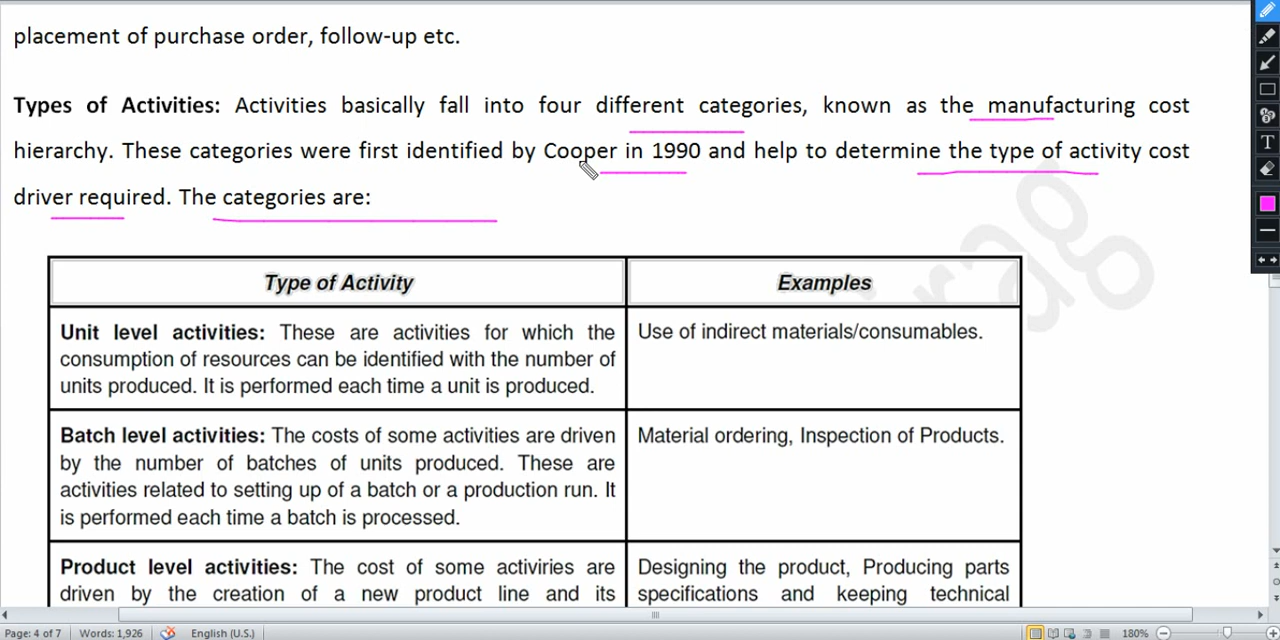 placement of purchase order, follow-up etc.
Types of Activities: Activities basically fall into four different categories, known as the manufacturing cost
hierarchy. These categories were first identified by Cooper in 1990 and help to determine the type of activity cost
driver required. The categories are:
Type of Activity
Examples
Unit level activities: These are activities for which the
consumption of resources can be identified with the number of
units produced. It is performed each time a unit is produced.
Use of indirect materials/consumables.
Batch level activities: The costs of some activities are driven
by the number of batches of units produced. These are
activities related to setting up of a batch or a production run. It
is performed each time a batch is processed.
Material ordering, Inspection of Products.
Product level activities: The cost of some activiries are
driven by the creation of a new product line and its
Designing the product, Producing parts
specifications and keeping technical
T
Page: 4 of 7
Words: 1,926
English (U.S.)
180%